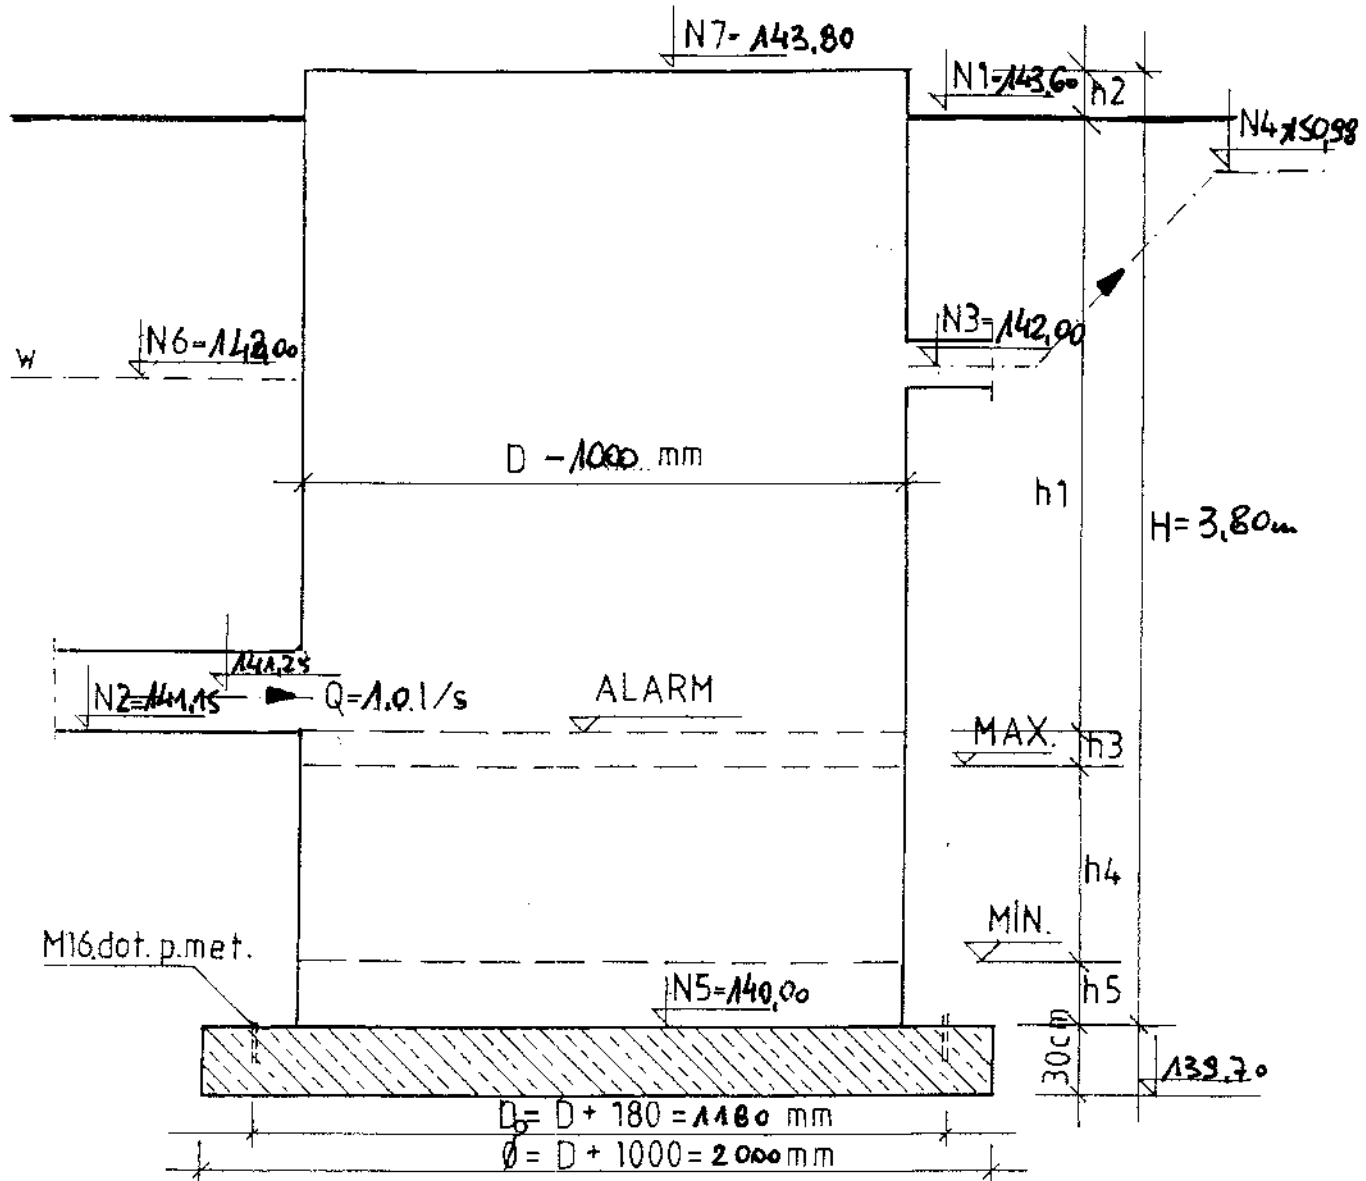 N7- 143,80
N1-143,60
h2
N4 150,98
N6-142,00
N3= 142,00
W
D - 1000 mm
h1
H= 3,80m
141,25
N2=141,15
Q=1.0 l/s
ALARM
MAX.
h3
h4
MIN.
M16.dot. p.met.
N5=140,00
h5
30cm
139,70
Do= D + 180 = 1180 mm
Ø= D + 1000 = 2000 mm